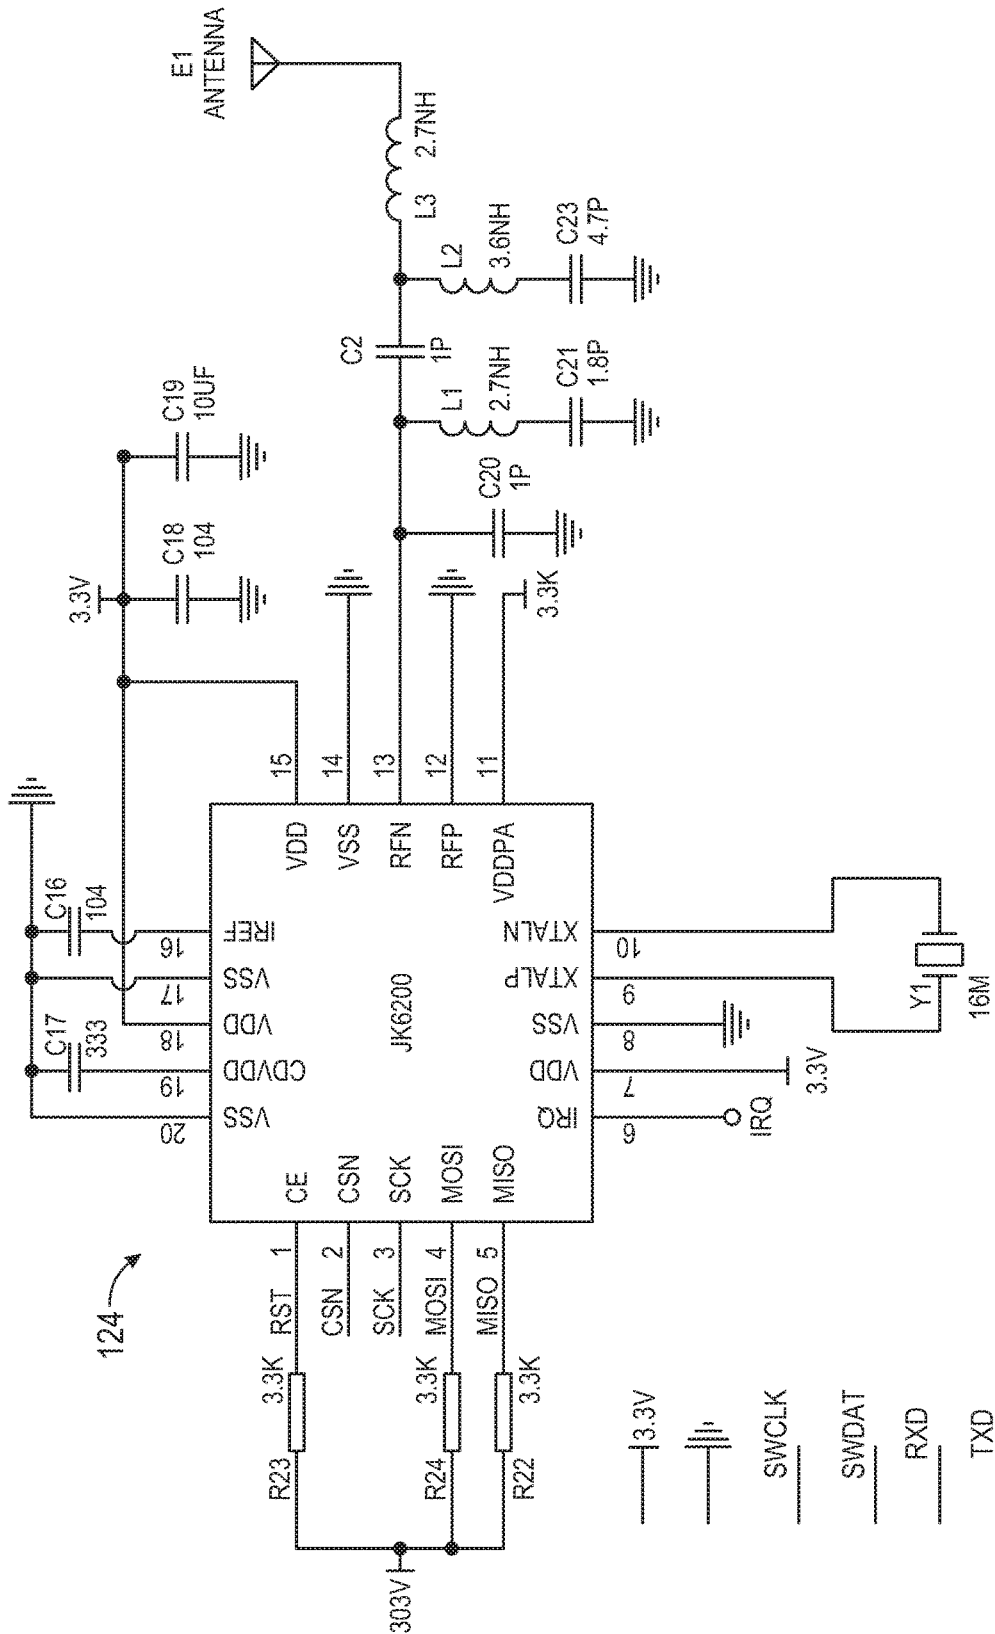 E1
ANTENNA
2.7NH
L3
L2
3.6NH
C23
4.7P
C2
1P
L1
2.7NH
C21
1.8P
C20
1P
C19
10UF
C18
104
3.3V
3.3K
15
14
13
12
11
VDD
VSS
RFN
RFP
VDDPA
C16
104
C17
333
16
17
18
19
20
IREF
VSS
VDD
CDVDD
VSS
JK6200
XTALN
XTALP
VSS
VDD
IRQ
10
9
8
7
6
Y1
16M
3.3V
IRQ
CE
CSN
SCK
MOSI
MISO
RST 1
CSN 2
SCK 3
MOSI 4
MISO 5
124
3.3K
R23
3.3K
R24
3.3K
R22
303V
3.3V
SWCLK
SWDAT
RXD
TXD